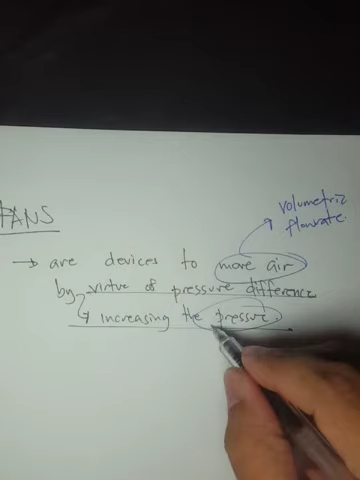 volumetric
flowrate.
FANS
→ are devices to move air
by virtue of pressure difference
↳ increasing the pressure.